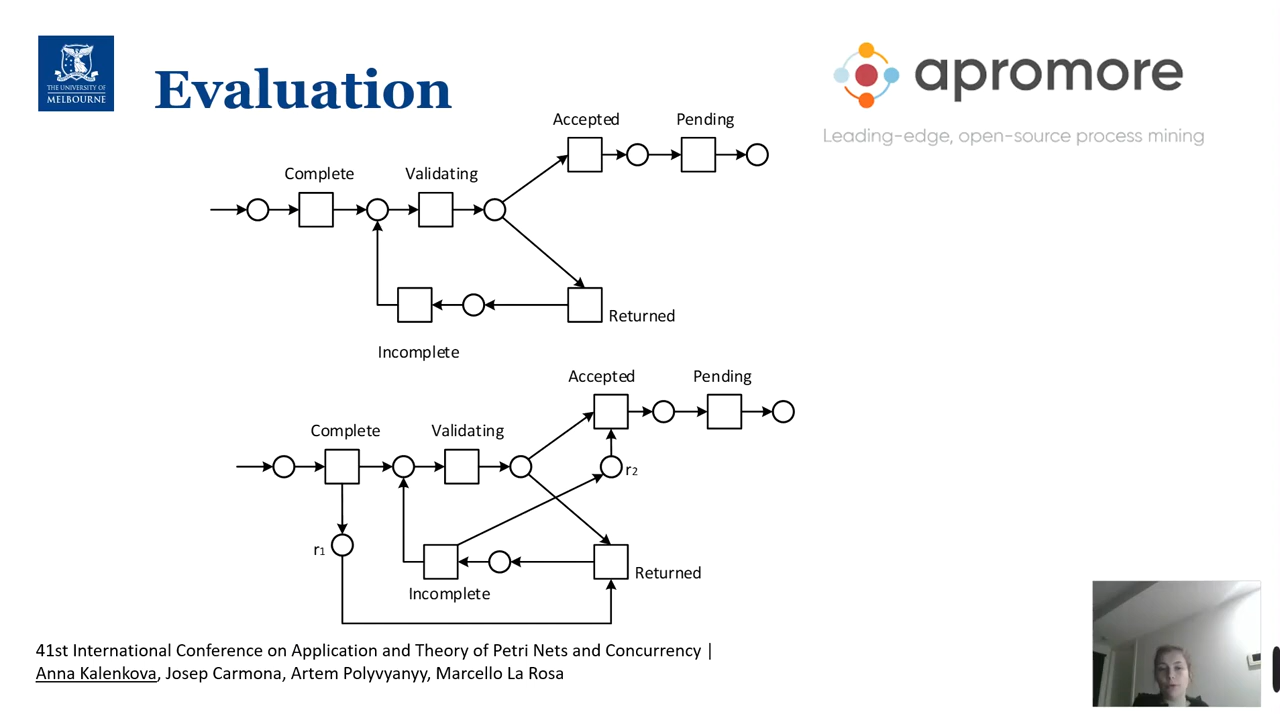 THE UNIVERSITY OF
MELBOURNE
Evaluation
apromore
Leading-edge, open-source process mining
Accepted
Pending
Complete
Validating
Returned
Incomplete
Accepted
Pending
Complete
Validating
r2
r1
Returned
Incomplete
41st International Conference on Application and Theory of Petri Nets and Concurrency |
Anna Kalenkova, Josep Carmona, Artem Polyvyanyy, Marcello La Rosa